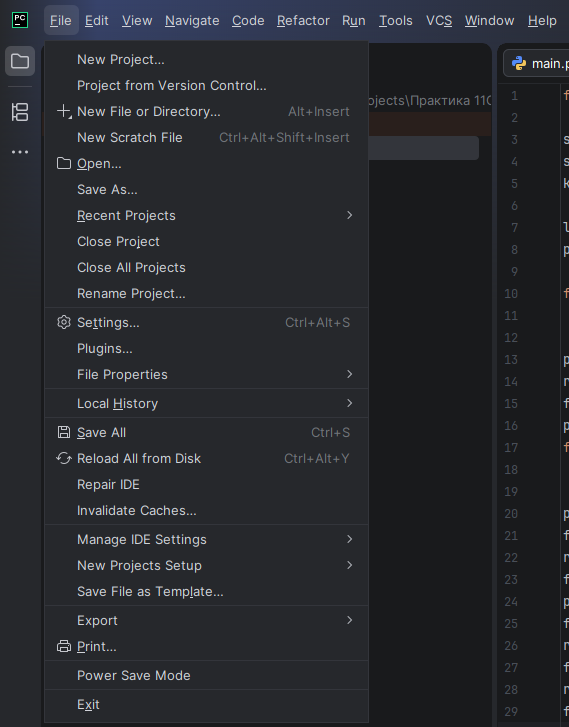 PC
File Edit View Navigate Code Refactor Run Tools VCS Window Help
New Project...
Project from Version Control...
New File or Directory... Alt+Insert
New Scratch File Ctrl+Alt+Shift+Insert
Open...
Save As...
Recent Projects
Close Project
Close All Projects
Rename Project...
Settings... Ctrl+Alt+S
Plugins...
File Properties
Local History
Save All Ctrl+S
Reload All from Disk Ctrl+Alt+Y
Repair IDE
Invalidate Caches...
Manage IDE Settings
New Projects Setup
Save File as Template...
Export
Print...
Power Save Mode
Exit
ojects\Практика 11
main.p
1 f
2
3 s
4 s
5 k
6
7 l
8 p
9
10 f
11
12
13 p
14 n
15 f
16 p
17 f
18
19
20 p
21 f
22 n
23 f
24 p
25 f
26 n
27 f
28 n
29 f